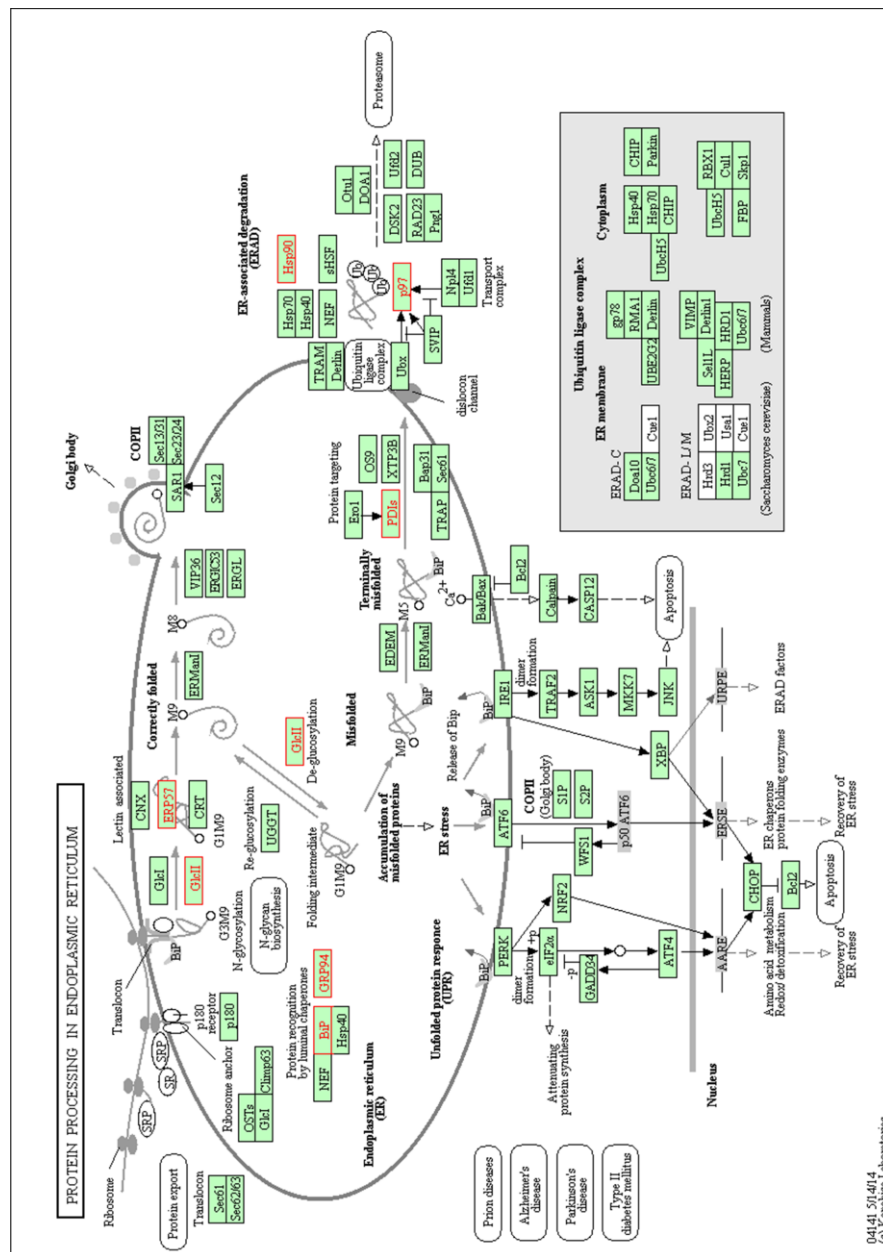 PROTEIN PROCESSING IN ENDOPLASMIC RETICULUM
Ribosome
SRP
SRP
SR
Protein export
Translocon
Sec61
Sec62/63
Ribosome anchor
OSTs
GlcI
Climp63
p180
receptor
p180
Translocon
BiP
G3M9
N-glycosylation
N-glycan
biosynthesis
Protein recognition
by luminal chaperones
NEF
BiP
Hsp40
GRP94
Endoplasmic reticulum
(ER)
GlcI
GlcII
Lectin associated
CNX
ERP57
CRT
G1M9
Re-glucosylation
UGGT
Folding intermediate
G1M9
De-glucosylation
GlcII
Correctly folded
M9
ERManI
M8
VIP36
ERGIC53
ERGL
Golgi body
COPII
Sec13/31
Sec23/24
SAR1
Sec12
Accumulation of
misfolded proteins
Misfolded
M9
BiP
EDEM
ERManI
Terminally
misfolded
M5
BiP
Protein targeting
Ero1
PDIs
OS9
XTP3B
TRAP
Bap31
Sec61
ER-associated degradation
(ERAD)
Hsp70
Hsp40
Hsp90
NEF
sHSF
TRAM
Derlin
Ubiquitin
ligase
complex
Ubx
dislocon
channel
Ub
Ub
Ub
p97
SVIP
Npl4
Ufd1
Transport
complex
Otu1
DOA1
DSK2
Ufd2
RAD23
Png1
DUB
Proteasome
Unfolded protein responce
(UPR)
ER stress
Release of Bip
BiP
PERK
dimer
formation
+p
eIF2α
-p
GADD34
Attenuating
protein synthesis
NRF2
ATF4
BiP
ATF6
COPII
(Golgi body)
S1P
S2P
WFS1
p50 ATF6
BiP
IRE1
dimer
formation
TRAF2
ASK1
MKK7
JNK
XBP
Ca
2+
Bak/Bax
Bcl2
Calpain
CASP12
Apoptosis
Nucleus
AARE
ERSE
URPE
CHOP
Bcl2
Apoptosis
Amino acid metabolism
Redox/ detoxification
Recovery of
ER stress
ER chaperons
protein folding enzymes
Recovery of
ER stress
ERAD factors
Prion diseases
Alzheimer's
disease
Parkinson's
disease
Type II
diabetes mellitus
Ubiquitin ligase complex
ER membrane
Cytoplasm
ERAD- C
Doa10
Ubc6/7
Cue1
ERAD- L/ M
Hrd3
Ubx2
Hrd1
Usa1
Ubc7
Cue1
(Saccharomyces cerevisiae)
gp78
RMA1
UBE2G2
Derlin
VIMP
Derlin1
Sel1L
HRD1
HERP
Ubc6/7
(Mammals)
Hsp40
Hsp70
CHIP
UbcH5
CHIP
Parkin
RBX1
UbcH5
Cul1
FBP
Skp1
04141 5/14/14